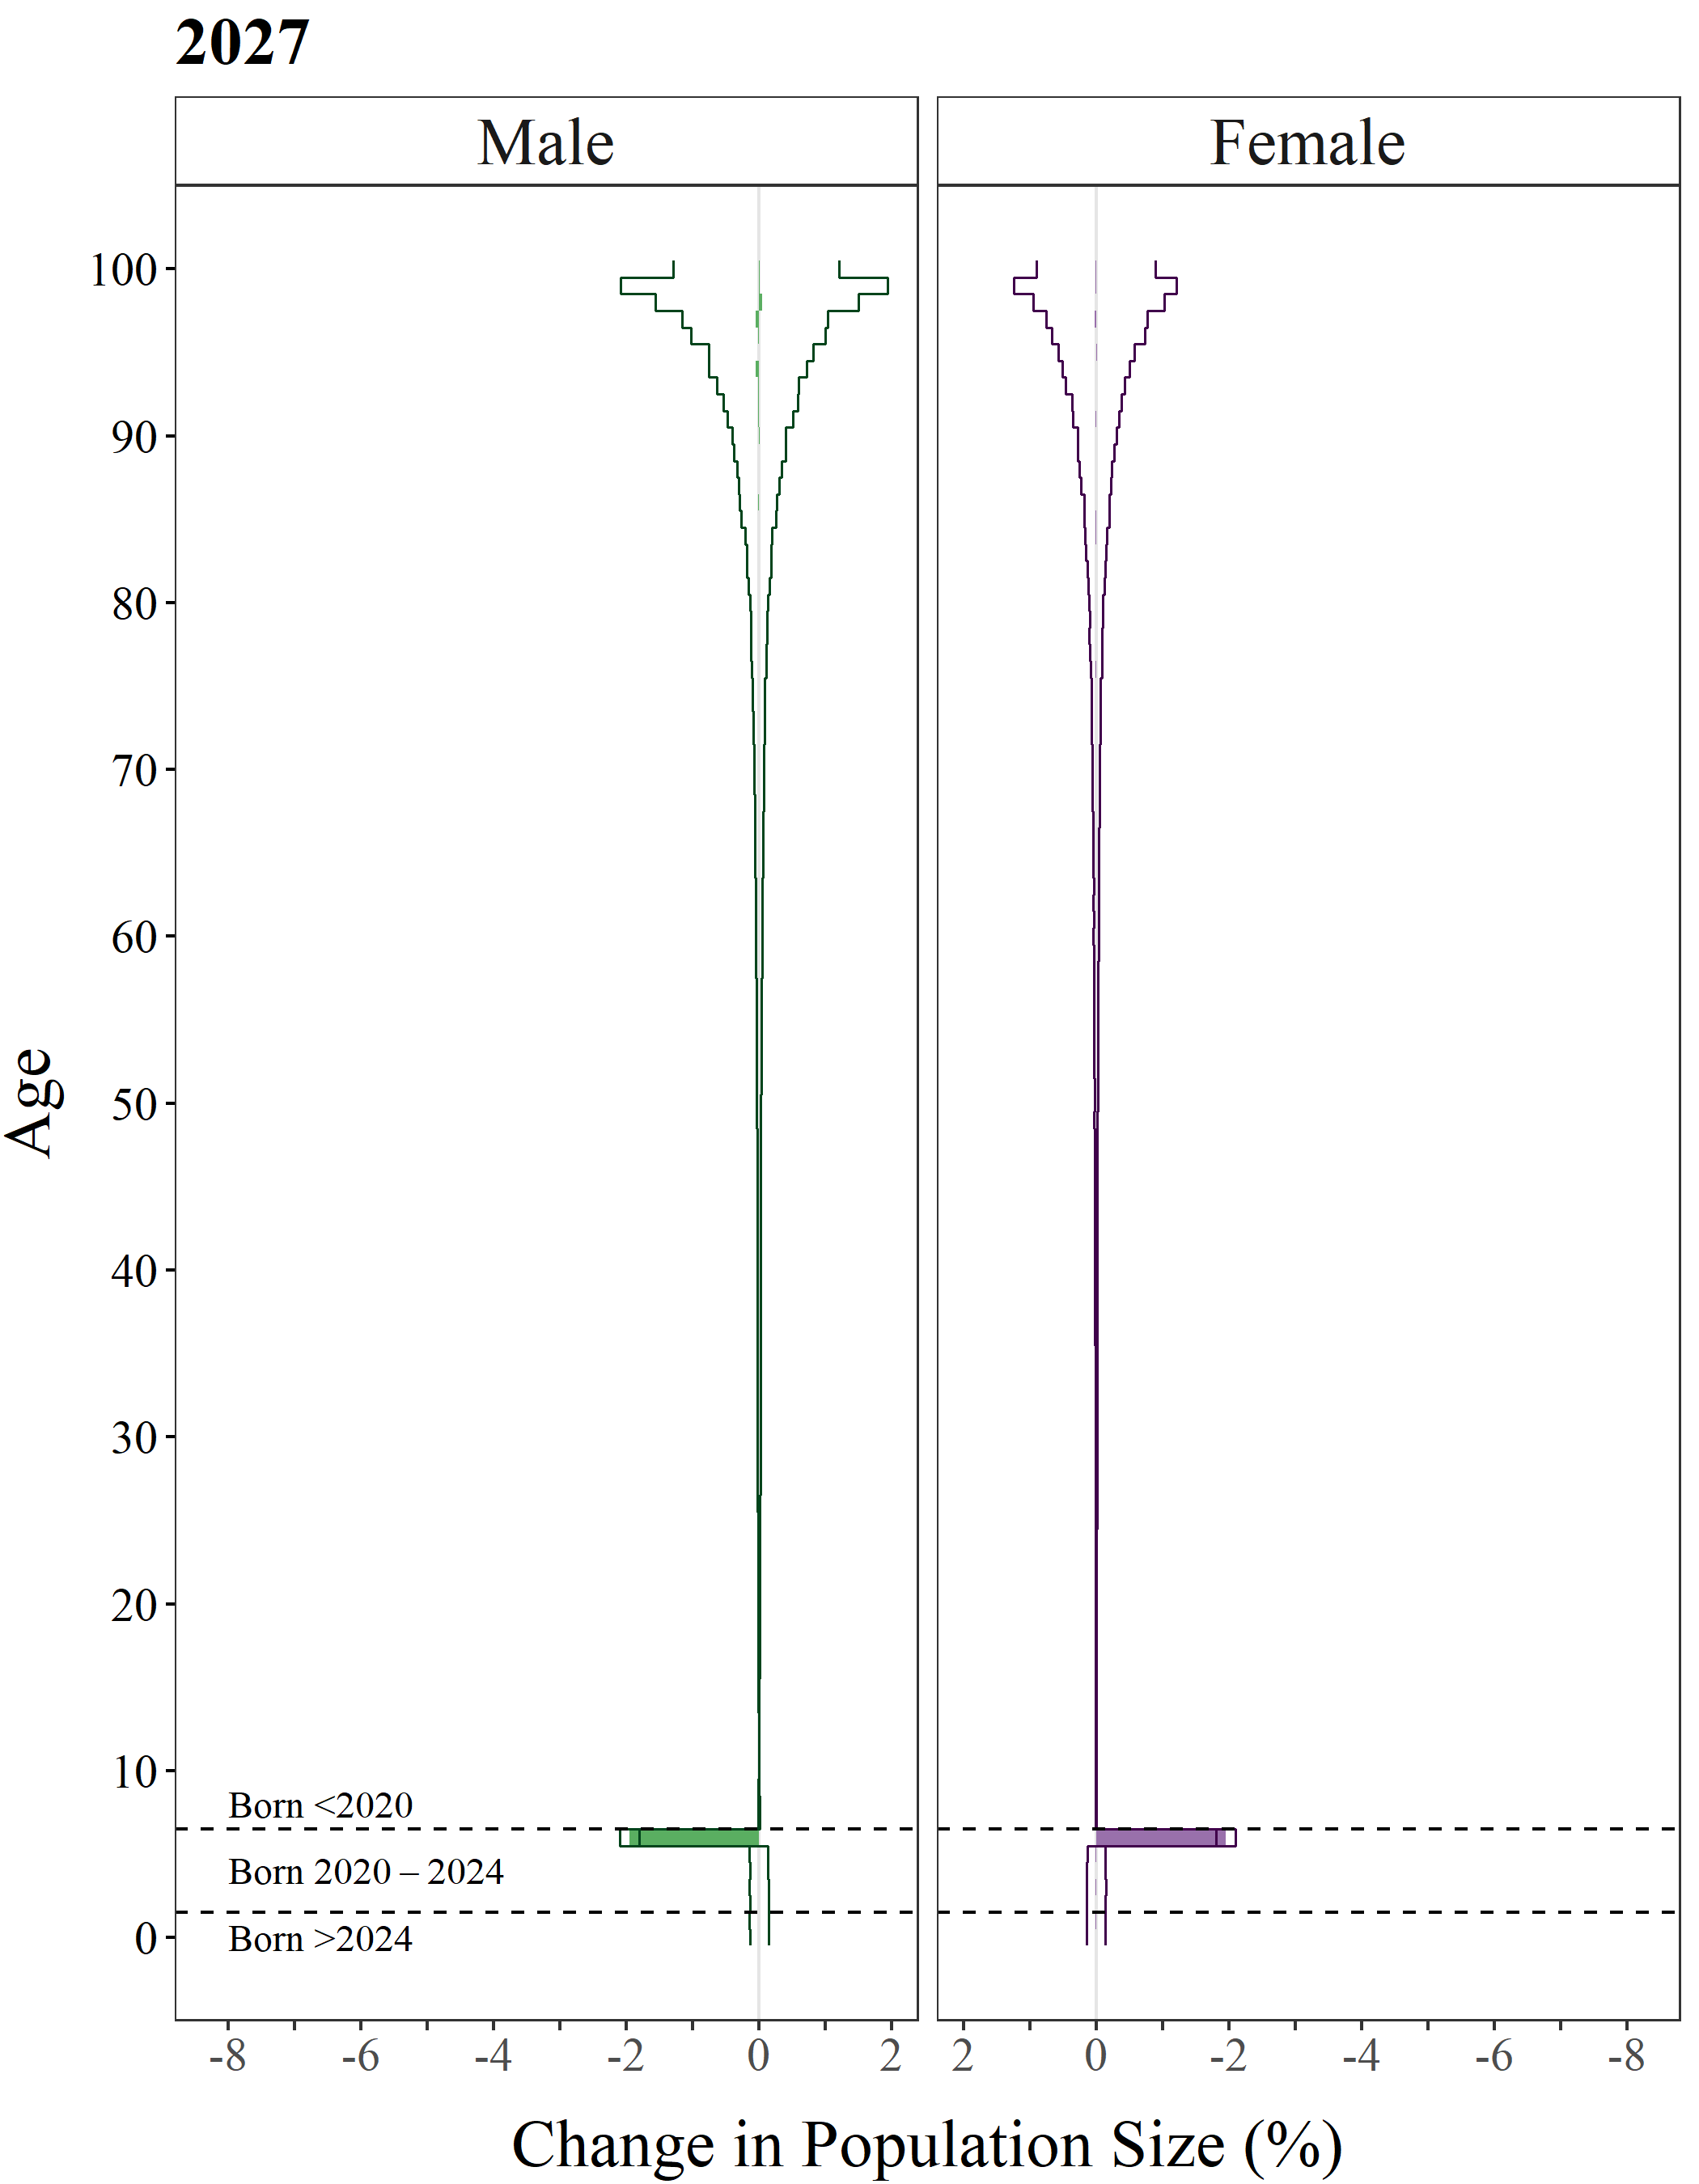 2027
Male
Female
100
90
80
70
60
50
40
30
20
10
0
Age
Born <2020
Born 2020 – 2024
Born >2024
-8 -6 -4 -2 0 2
2 0 -2 -4 -6 -8
Change in Population Size (%)